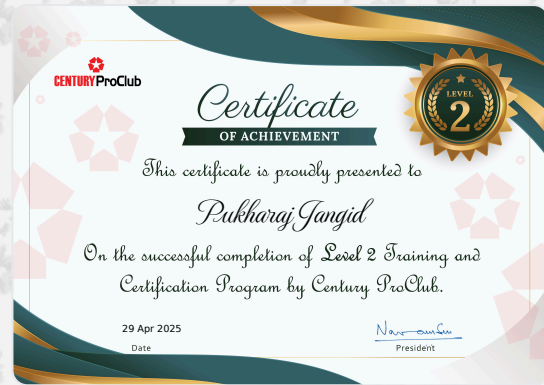 CENTURY ProClub
LEVEL
2
Certificate
OF ACHIEVEMENT
This certificate is proudly presented to
Pukharaj Jangid
On the successful completion of Level 2 Training and
Certification Program by Century ProClub.
29 Apr 2025
Date
President